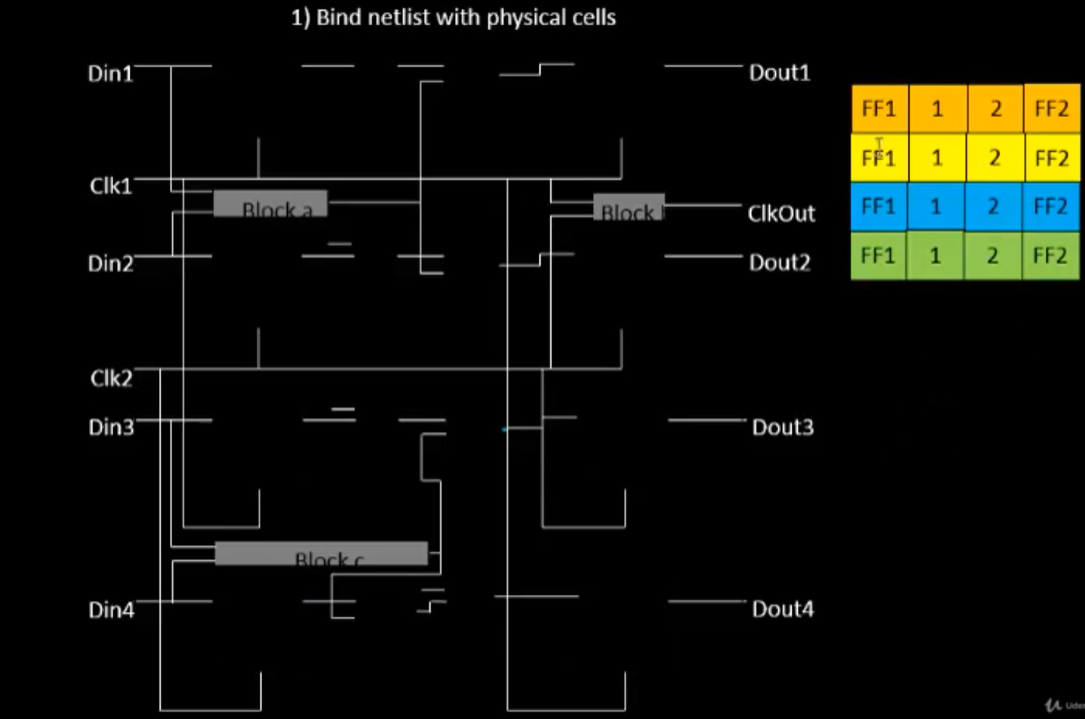 1) Bind netlist with physical cells
Din1
Dout1
FF1 1 2 FF2
FF1 1 2 FF2
Clk1
Block a
Block
ClkOut
FF1 1 2 FF2
Din2
Dout2
FF1 1 2 FF2
Clk2
Din3
Dout3
Block c
Din4
Dout4